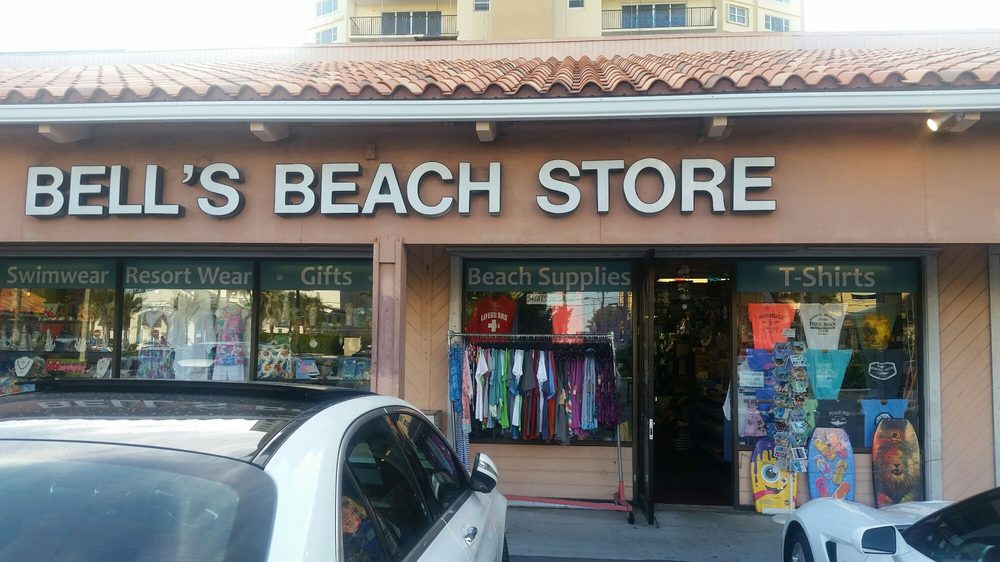 BELL'S BEACH STORE
Swimwear
Resort Wear
Gifts
Beach Supplies
T-Shirts
LIFEGUARD